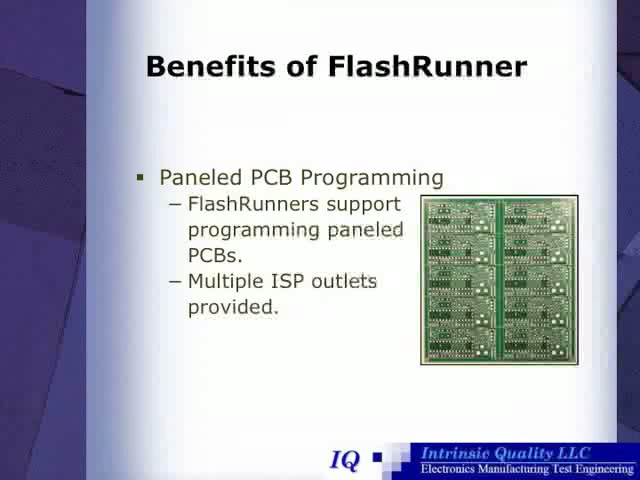 Benefits of FlashRunner
▪ Paneled PCB Programming
– FlashRunners support
programming paneled
PCBs.
– Multiple ISP outlets
provided.
IQ
Intrinsic Quality LLC
Electronics Manufacturing Test Engineering